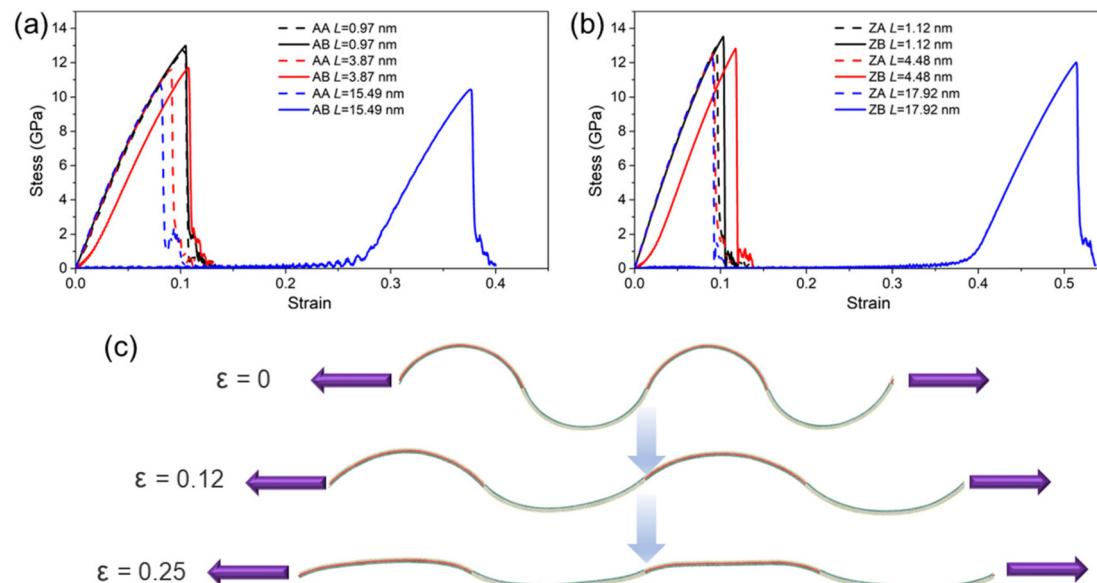 (a)
14
12
10
8
6
4
2
0
Stess (GPa)
AA L=0.97 nm
AB L=0.97 nm
AA L=3.87 nm
AB L=3.87 nm
AA L=15.49 nm
AB L=15.49 nm
0.0 0.1 0.2 0.3 0.4
Strain
(b)
14
12
10
8
6
4
2
0
Stess (GPa)
ZA L=1.12 nm
ZB L=1.12 nm
ZA L=4.48 nm
ZB L=4.48 nm
ZA L=17.92 nm
ZB L=17.92 nm
0.0 0.1 0.2 0.3 0.4 0.5
Strain
(c)
ε = 0
ε = 0.12
ε = 0.25